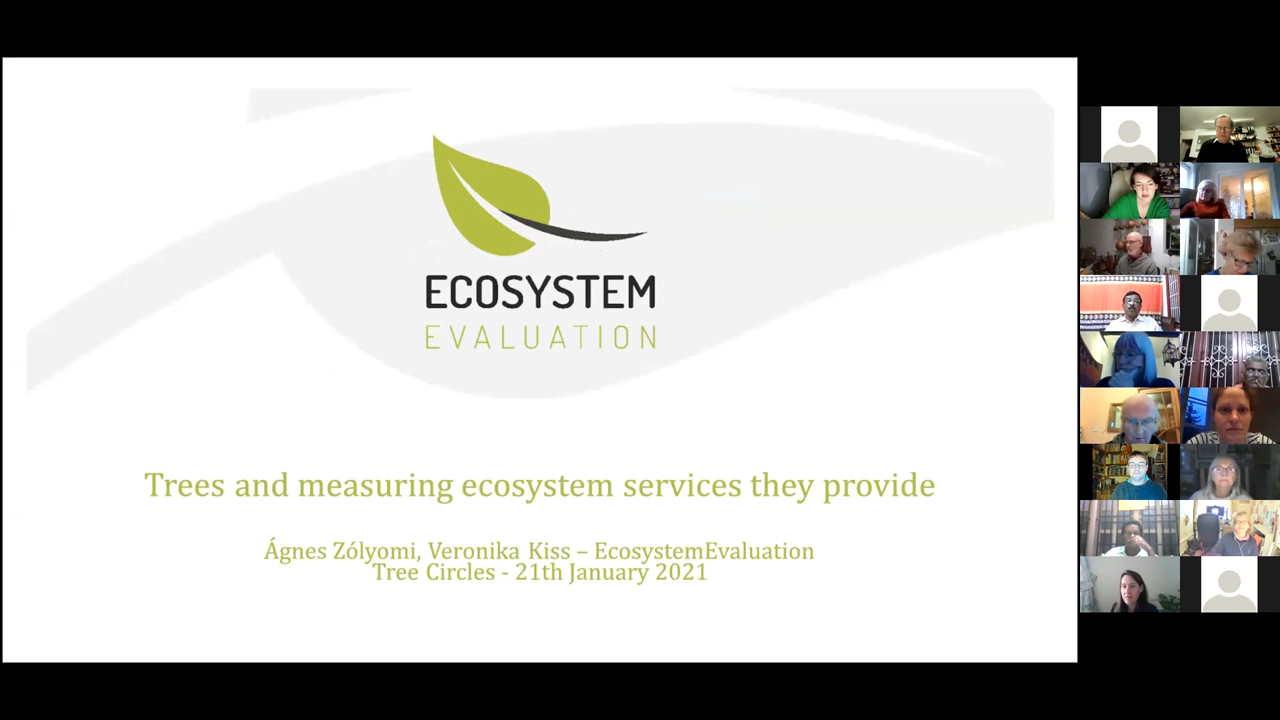 ECOSYSTEM
EVALUATION
Trees and measuring ecosystem services they provide
Ágnes Zólyomi, Veronika Kiss – EcosystemEvaluation
Tree Circles - 21th January 2021